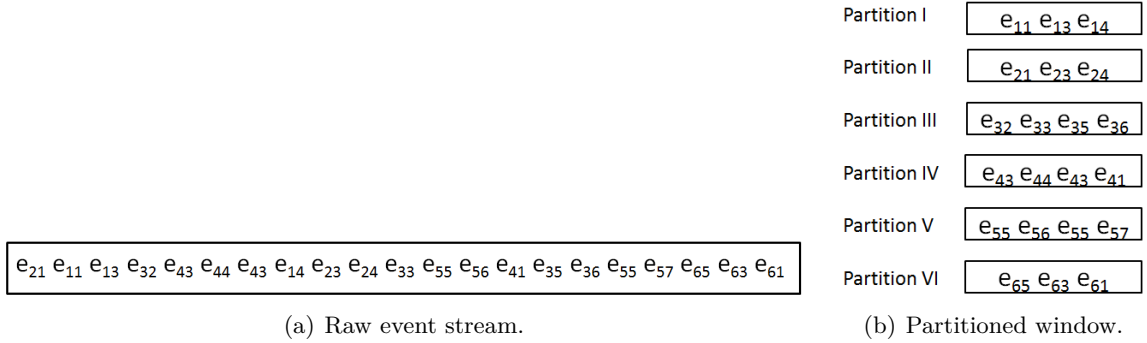 Partition I e₁₁ e₁₃ e₁₄
Partition II e₂₁ e₂₃ e₂₄
Partition III e₃₂ e₃₃ e₃₅ e₃₆
Partition IV e₄₃ e₄₄ e₄₃ e₄₁
Partition V e₅₅ e₅₆ e₅₅ e₅₇
e₂₁ e₁₁ e₁₃ e₃₂ e₄₃ e₄₄ e₄₃ e₁₄ e₂₃ e₂₄ e₃₃ e₅₅ e₅₆ e₄₁ e₃₅ e₃₆ e₅₅ e₅₇ e₆₅ e₆₃ e₆₁
Partition VI e₆₅ e₆₃ e₆₁
(a) Raw event stream.
(b) Partitioned window.